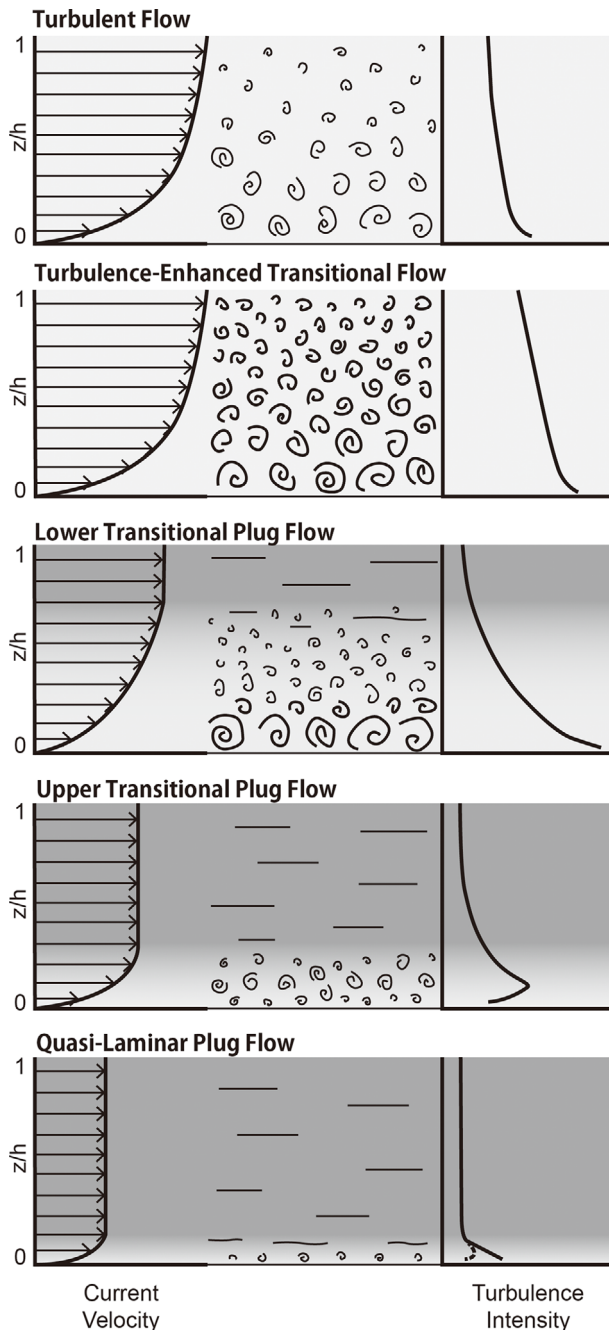 Turbulent Flow
1
z/h
0
Turbulence-Enhanced Transitional Flow
1
z/h
0
Lower Transitional Plug Flow
1
z/h
0
Upper Transitional Plug Flow
1
z/h
0
Quasi-Laminar Plug Flow
1
z/h
0
Current
Velocity
Turbulence
Intensity